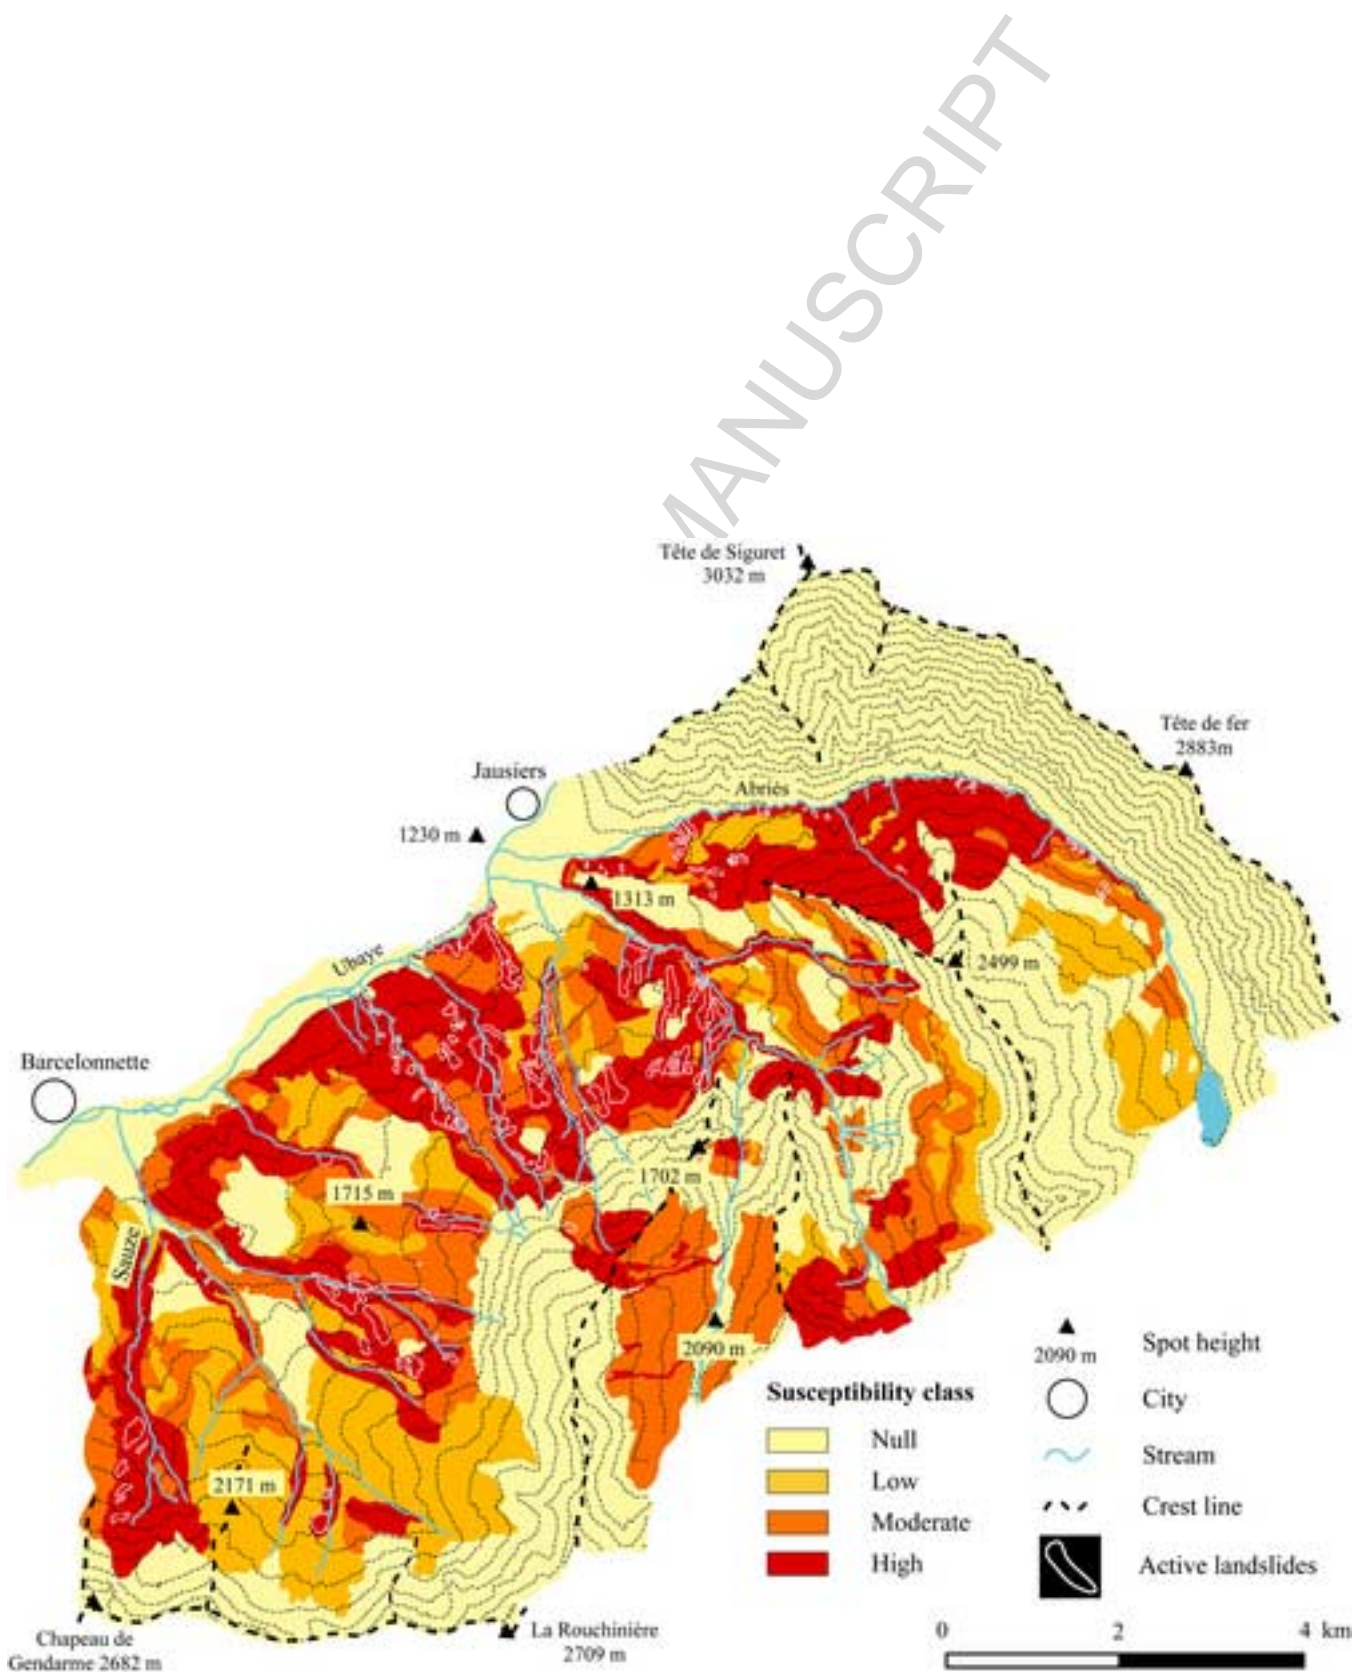 MANUSCRIPT
Tête de Siguret
3032 m
Tête de fer
2883m
Jausiers
Abriès
1230 m
1313 m
Ubaye
2499 m
Barcelonnette
1702 m
1715 m
Sauze
2090 m
2171 m
Chapeau de
Gendarme 2682 m
La Rouchinière
2709 m
Susceptibility class
Null
Low
Moderate
High
2090 m
Spot height
City
Stream
Crest line
Active landslides
0 2 4 km